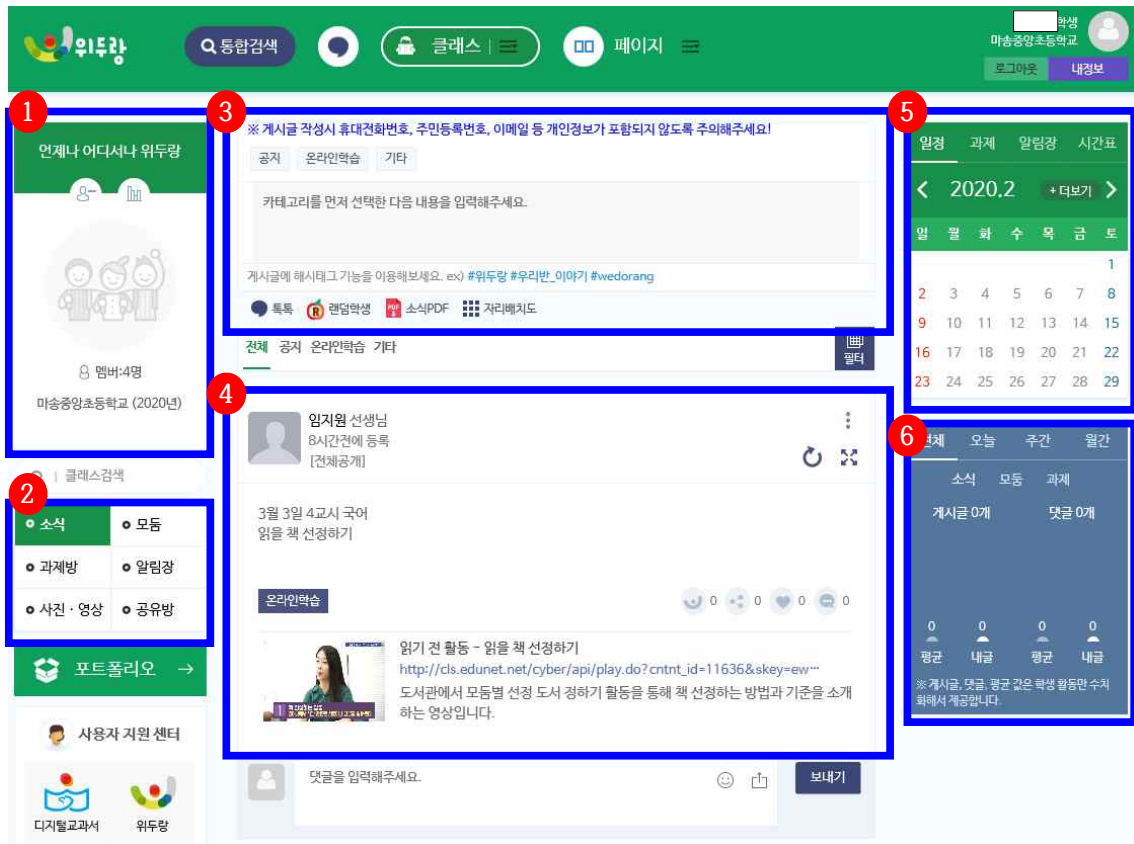 위두랑
통합검색
클래스
페이지
학생
마송중앙초등학교
로그아웃 내정보
1
언제나 어디서나 위두랑
멤버:4명
마송중앙초등학교 (2020년)
클래스검색
2
소식 모둠
과제방 알림장
사진 · 영상 공유방
포트폴리오 →
사용자 지원 센터
디지털교과서 위두랑
3
※ 게시글 작성시 휴대전화번호, 주민등록번호, 이메일 등 개인정보가 포함되지 않도록 주의해주세요!
공지 온라인학습 기타
카테고리를 먼저 선택한 다음 내용을 입력해주세요.
게시글에 해시태그 기능을 이용해보세요. ex) #위두랑 #우리반_이야기 #wedorang
톡톡 랜덤학생 소식PDF 자리배치도
전체 공지 온라인학습 기타
필터
4
임지원 선생님
8시간전에 등록
[전체공개]
3월 3일 4교시 국어
읽을 책 선정하기
온라인학습
0 0 0 0
읽기 전 활동 - 읽을 책 선정하기
http://cls.edunet.net/cyber/api/play.do?cntnt_id=11636&skey=ew···
도서관에서 모둠별 선정 도서 정하기 활동을 통해 책 선정하는 방법과 기준을 소개
하는 영상입니다.
댓글을 입력해주세요.
보내기
5
일정 과제 알림장 시간표
2020.2 +더보기
일 월 화 수 목 금 토
1
2 3 4 5 6 7 8
9 10 11 12 13 14 15
16 17 18 19 20 21 22
23 24 25 26 27 28 29
6
전체 오늘 주간 월간
소식 모둠 과제
게시글 0개 댓글 0개
0 0 0 0
평균 내글 평균 내글
※ 게시글, 댓글, 평균 값은 학생 활동만 수치
화해서 제공합니다.